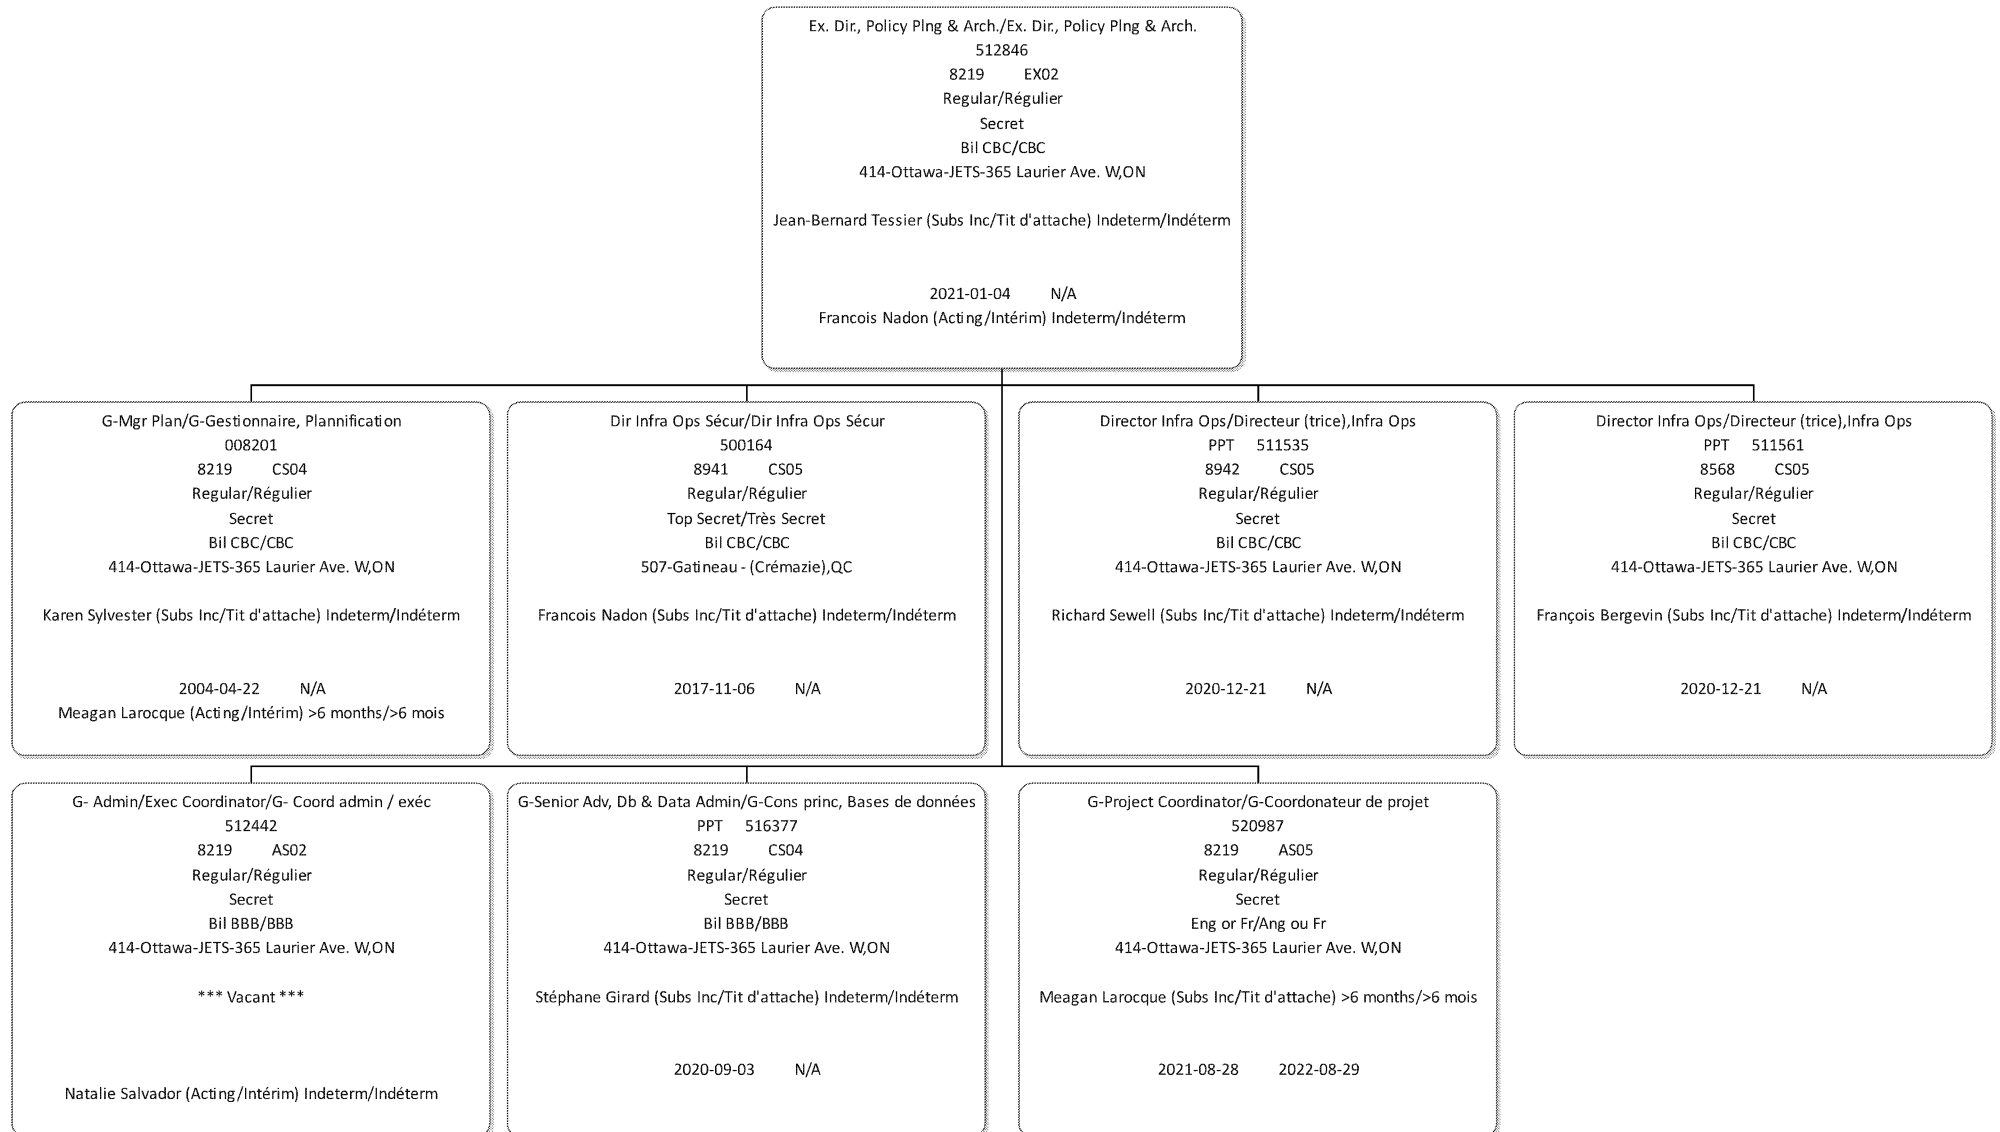 Ex. Dir., Policy Plng & Arch./Ex. Dir., Policy Plng & Arch.
512846
8219 EX02
Regular/Régulier
Secret
Bil CBC/CBC
414-Ottawa-JETS-365 Laurier Ave. W,ON
Jean-Bernard Tessier (Subs Inc/Tit d'attache) Indeterm/Indéterm
2021-01-04 N/A
Francois Nadon (Acting/Intérim) Indeterm/Indéterm
G-Mgr Plan/G-Gestionnaire, Plannification
008201
8219 CS04
Regular/Régulier
Secret
Bil CBC/CBC
414-Ottawa-JETS-365 Laurier Ave. W,ON
Karen Sylvester (Subs Inc/Tit d'attache) Indeterm/Indéterm
2004-04-22 N/A
Meagan Larocque (Acting/Intérim) >6 months/>6 mois
Dir Infra Ops Sécur/Dir Infra Ops Sécur
500164
8941 CS05
Regular/Régulier
Top Secret/Très Secret
Bil CBC/CBC
507-Gatineau - (Crémazie),QC
Francois Nadon (Subs Inc/Tit d'attache) Indeterm/Indéterm
2017-11-06 N/A
Director Infra Ops/Directeur (trice),Infra Ops
PPT 511535
8942 CS05
Regular/Régulier
Secret
Bil CBC/CBC
414-Ottawa-JETS-365 Laurier Ave. W,ON
Richard Sewell (Subs Inc/Tit d'attache) Indeterm/Indéterm
2020-12-21 N/A
Director Infra Ops/Directeur (trice),Infra Ops
PPT 511561
8568 CS05
Regular/Régulier
Secret
Bil CBC/CBC
414-Ottawa-JETS-365 Laurier Ave. W,ON
François Bergevin (Subs Inc/Tit d'attache) Indeterm/Indéterm
2020-12-21 N/A
G- Admin/Exec Coordinator/G- Coord admin / exéc
512442
8219 AS02
Regular/Régulier
Secret
Bil BBB/BBB
414-Ottawa-JETS-365 Laurier Ave. W,ON
*** Vacant ***
Natalie Salvador (Acting/Intérim) Indeterm/Indéterm
G-Senior Adv, Db & Data Admin/G-Cons princ, Bases de données
PPT 516377
8219 CS04
Regular/Régulier
Secret
Bil BBB/BBB
414-Ottawa-JETS-365 Laurier Ave. W,ON
Stéphane Girard (Subs Inc/Tit d'attache) Indeterm/Indéterm
2020-09-03 N/A
G-Project Coordinator/G-Coordonateur de projet
520987
8219 AS05
Regular/Régulier
Secret
Eng or Fr/Ang ou Fr
414-Ottawa-JETS-365 Laurier Ave. W,ON
Meagan Larocque (Subs Inc/Tit d'attache) >6 months/>6 mois
2021-08-28 2022-08-29